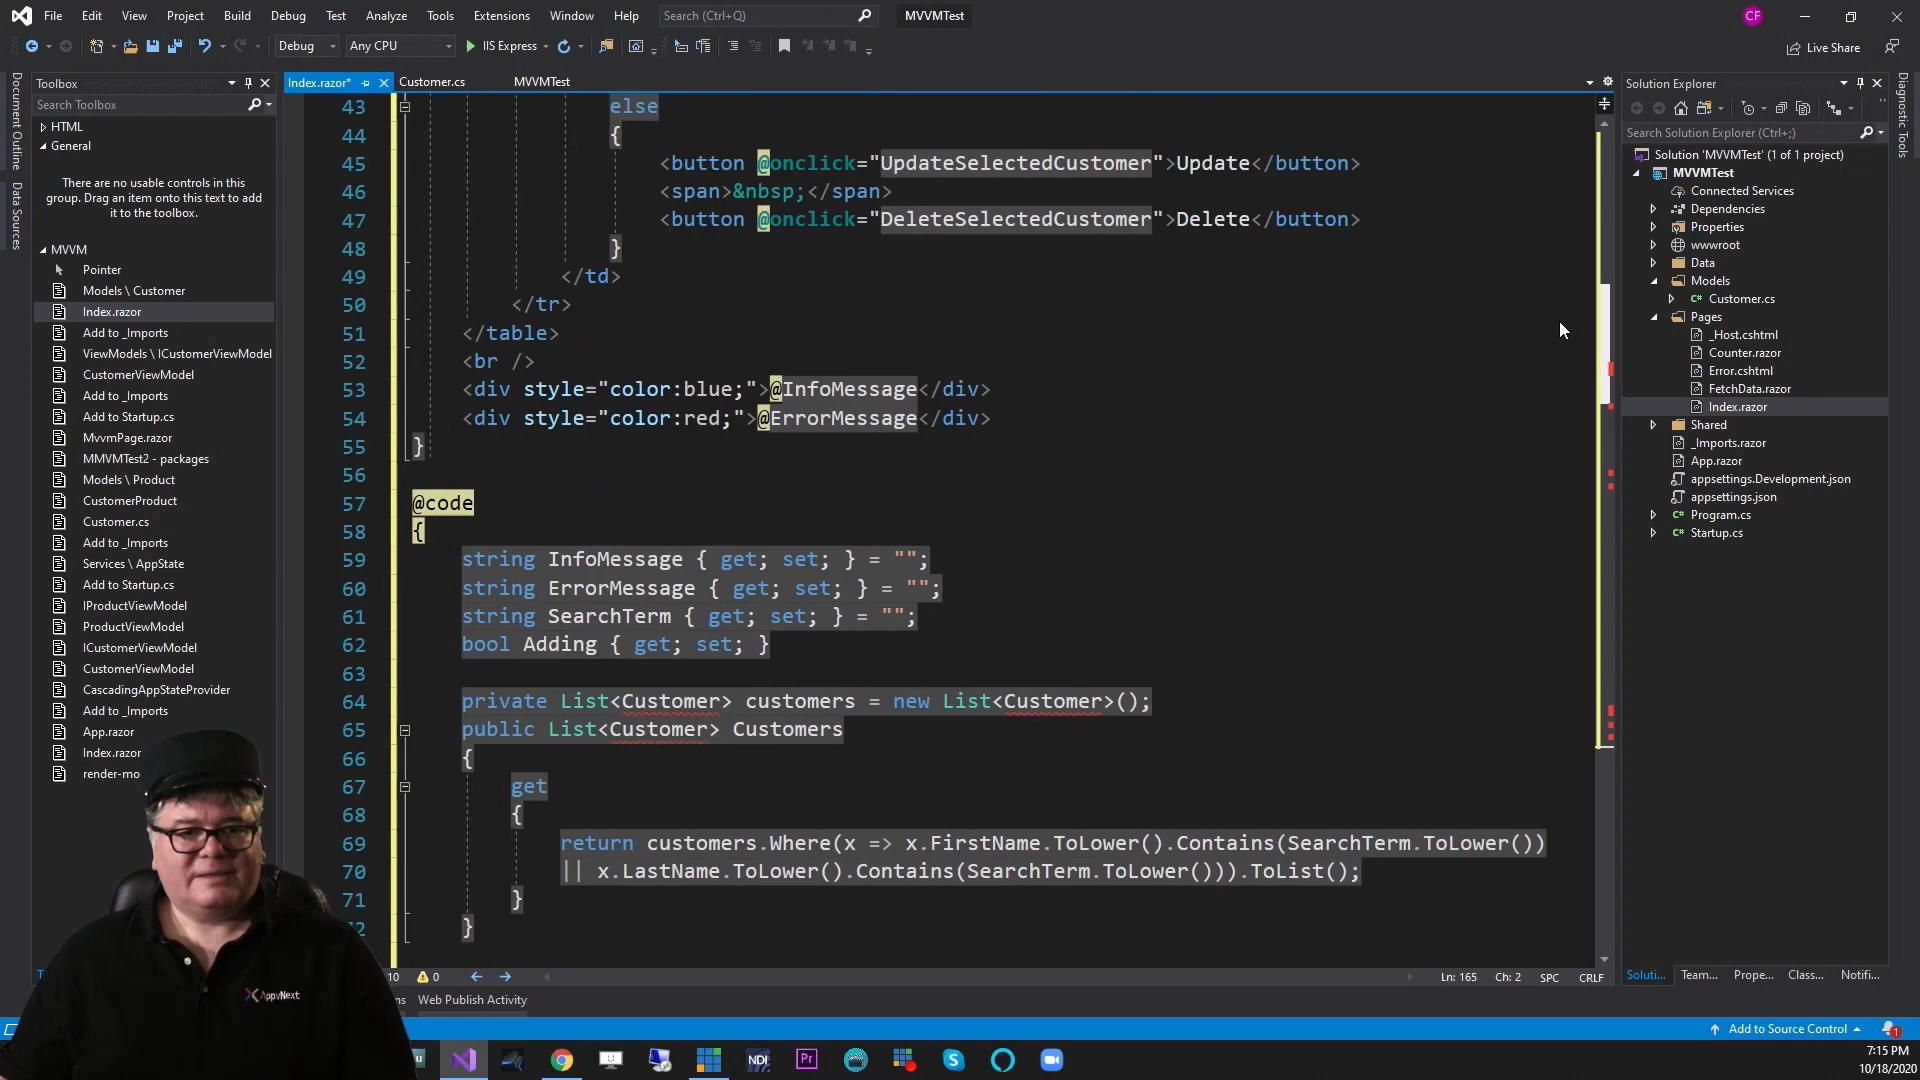 File Edit View Project Build Debug Test Analyze Tools Extensions Window Help Search (Ctrl+Q) MVVMTest CF
Debug Any CPU IIS Express Live Share
Document Outline
Data Sources
Toolbox
Search Toolbox
HTML
General
There are no usable controls in this
group. Drag an item onto this text to add
it to the toolbox.
MVVM
Pointer
Models \ Customer
Index.razor
Add to _Imports
ViewModels \ ICustomerViewModel
CustomerViewModel
Add to _Imports
Add to Startup.cs
MvvmPage.razor
MMVMTest2 - packages
Models \ Product
CustomerProduct
Customer.cs
Add to _Imports
Services \ AppState
Add to Startup.cs
IProductViewModel
ProductViewModel
ICustomerViewModel
CustomerViewModel
CascadingAppStateProvider
Add to _Imports
App.razor
Index.razor
render-mo
AppvNext
Index.razor* Customer.cs MVVMTest
43 else
44 {
45 <button @onclick="UpdateSelectedCustomer">Update</button>
46 <span>&nbsp;</span>
47 <button @onclick="DeleteSelectedCustomer">Delete</button>
48 }
49 </td>
50 </tr>
51 </table>
52 <br />
53 <div style="color:blue;">@InfoMessage</div>
54 <div style="color:red;">@ErrorMessage</div>
55 }
56
57 @code
58 {
59 string InfoMessage { get; set; } = "";
60 string ErrorMessage { get; set; } = "";
61 string SearchTerm { get; set; } = "";
62 bool Adding { get; set; }
63
64 private List<Customer> customers = new List<Customer>();
65 public List<Customer> Customers
66 {
67 get
68 {
69 return customers.Where(x => x.FirstName.ToLower().Contains(SearchTerm.ToLower())
70 || x.LastName.ToLower().Contains(SearchTerm.ToLower())).ToList();
71 }
72 }
10 0 Ln: 165 Ch: 2 SPC CRLF
Web Publish Activity
Solution Explorer
Search Solution Explorer (Ctrl+;)
Solution 'MVVMTest' (1 of 1 project)
MVVMTest
Connected Services
Dependencies
Properties
wwwroot
Data
Models
C# Customer.cs
Pages
_Host.cshtml
Counter.razor
Error.cshtml
FetchData.razor
Index.razor
Shared
_Imports.razor
App.razor
appsettings.Development.json
appsettings.json
C# Program.cs
C# Startup.cs
Soluti... Team... Prope... Class... Notifi...
Diagnostic Tools
Add to Source Control 1
NDI Pr
7:15 PM
10/18/2020